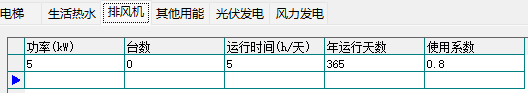 电梯 生活热水 排风机 其他用能 光伏发电 风力发电
功率(kW) 台数 运行时间(h/天) 年运行天数 使用系数
5 0 5 365 0.8